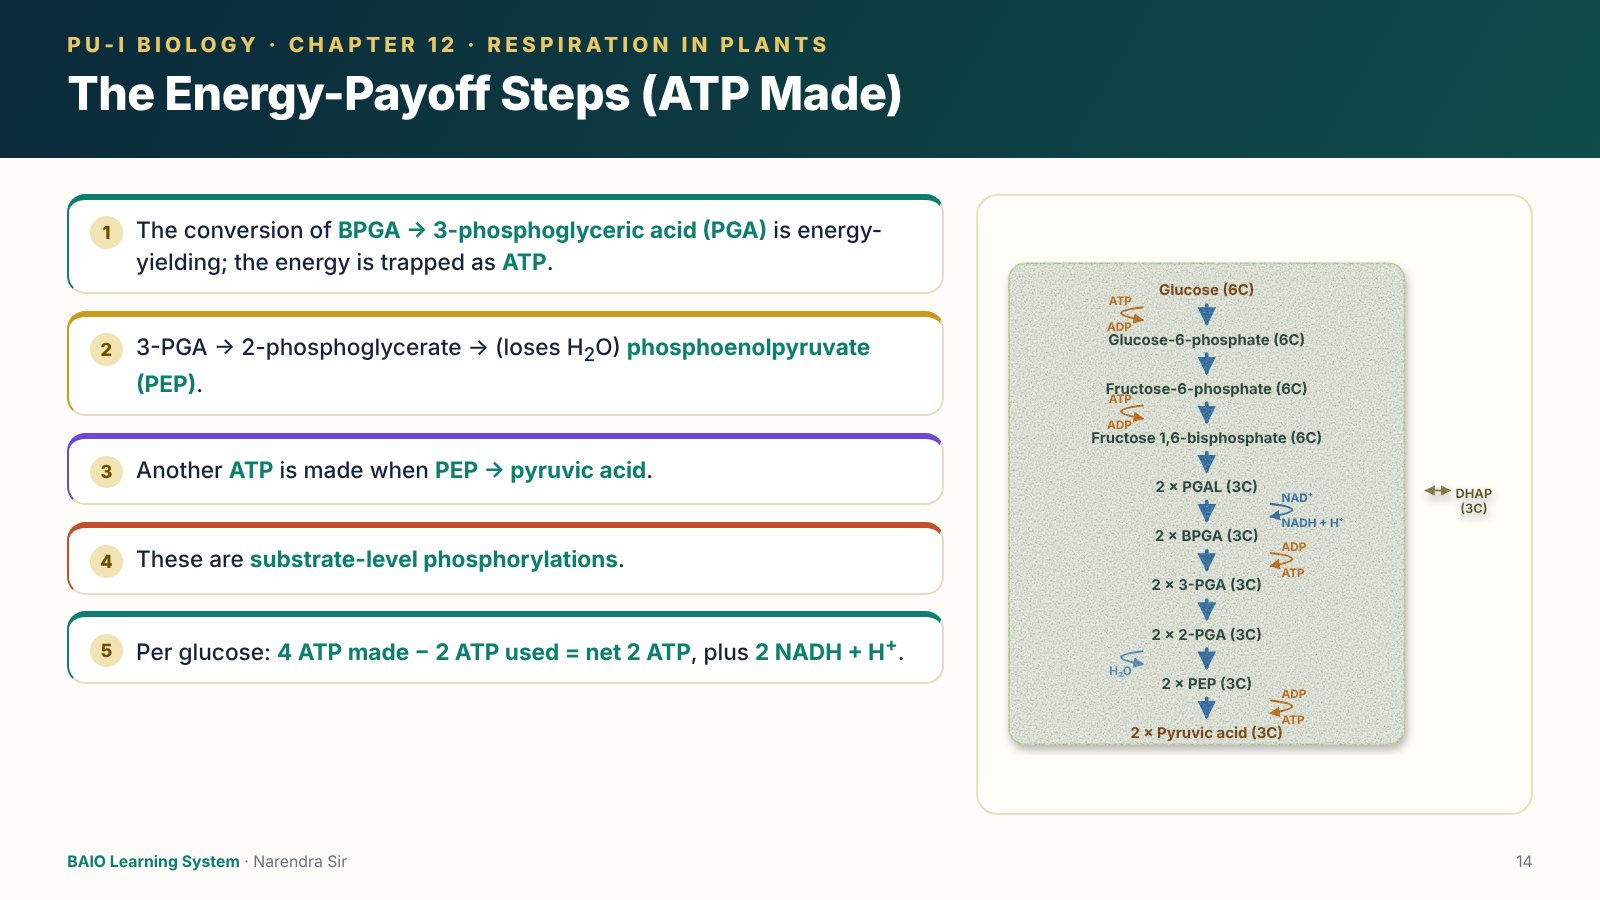 PU-I BIOLOGY · CHAPTER 12 · RESPIRATION IN PLANTS
The Energy-Payoff Steps (ATP Made)
1 The conversion of BPGA → 3-phosphoglyceric acid (PGA) is energy-
yielding; the energy is trapped as ATP.
2 3-PGA → 2-phosphoglycerate → (loses H₂O) phosphoenolpyruvate
(PEP).
3 Another ATP is made when PEP → pyruvic acid.
4 These are substrate-level phosphorylations.
5 Per glucose: 4 ATP made − 2 ATP used = net 2 ATP, plus 2 NADH + H⁺.
Glucose (6C)
ATP
ADP
Glucose-6-phosphate (6C)
Fructose-6-phosphate (6C)
ATP
ADP
Fructose 1,6-bisphosphate (6C)
2 × PGAL (3C)
DHAP
(3C)
NAD⁺
NADH + H⁺
2 × BPGA (3C)
ADP
ATP
2 × 3-PGA (3C)
2 × 2-PGA (3C)
H₂O
2 × PEP (3C)
ADP
ATP
2 × Pyruvic acid (3C)
BAIO Learning System · Narendra Sir
14